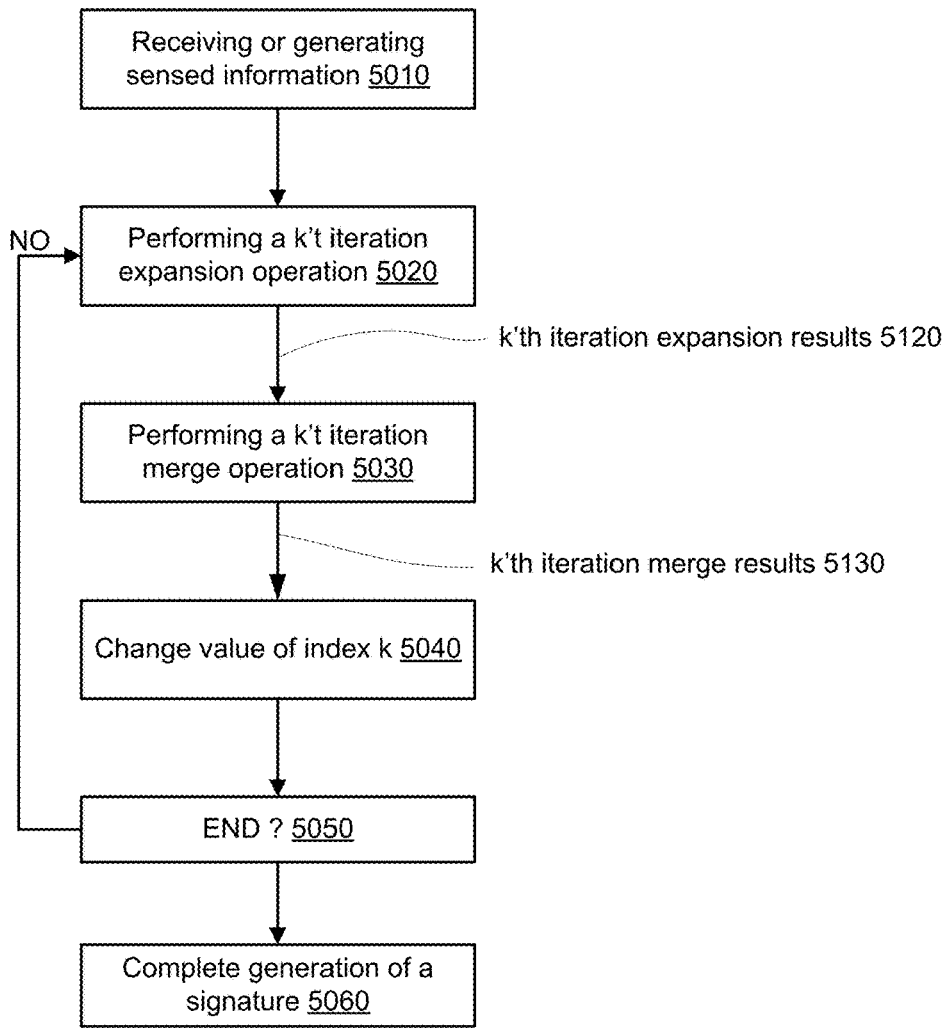 Receiving or generating
sensed information 5010
NO
Performing a k't iteration
expansion operation 5020
k'th iteration expansion results 5120
Performing a k't iteration
merge operation 5030
k'th iteration merge results 5130
Change value of index k 5040
END ? 5050
Complete generation of a
signature 5060